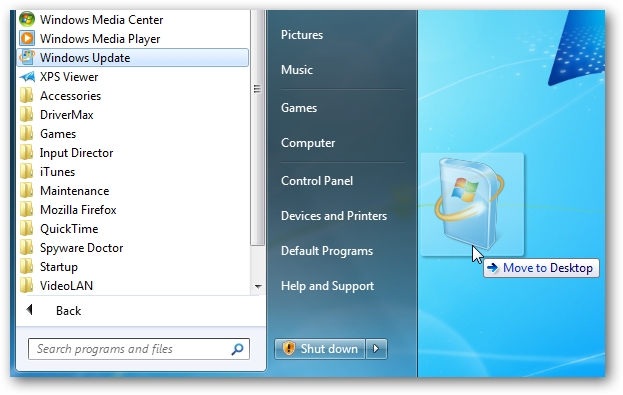 Windows Media Center
Windows Media Player
Windows Update
XPS Viewer
Accessories
DriverMax
Games
Input Director
iTunes
Maintenance
Mozilla Firefox
QuickTime
Spyware Doctor
Startup
VideoLAN
Back
Search programs and files
Pictures
Music
Games
Computer
Control Panel
Devices and Printers
Default Programs
Help and Support
Shut down
Move to Desktop